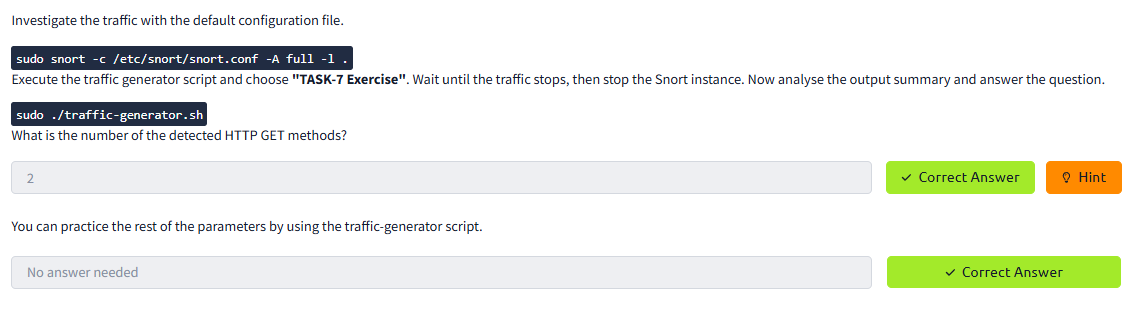 Investigate the traffic with the default configuration file.
sudo snort -c /etc/snort/snort.conf -A full -l .
Execute the traffic generator script and choose "TASK-7 Exercise". Wait until the traffic stops, then stop the Snort instance. Now analyse the output summary and answer the question.
sudo ./traffic-generator.sh
What is the number of the detected HTTP GET methods?
2
✓ Correct Answer
Hint
You can practice the rest of the parameters by using the traffic-generator script.
No answer needed
✓ Correct Answer